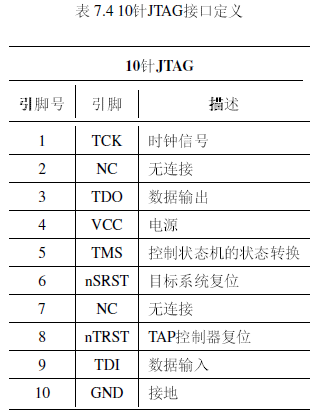 表 7.4 10针JTAG接口定义
10针JTAG
引脚号 引脚 描述
1 TCK 时钟信号
2 NC 无连接
3 TDO 数据输出
4 VCC 电源
5 TMS 控制状态机的状态转换
6 nSRST 目标系统复位
7 NC 无连接
8 nTRST TAP控制器复位
9 TDI 数据输入
10 GND 接地